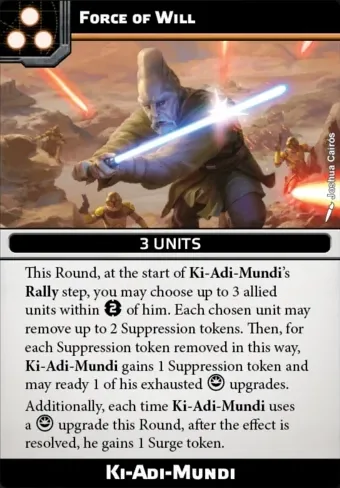 Force of Will
Joshua Cairós
3 UNITS
This Round, at the start of Ki-Adi-Mundi's
Rally step, you may choose up to 3 allied
units within 2 of him. Each chosen unit may
remove up to 2 Suppression tokens. Then, for
each Suppression token removed in this way,
Ki-Adi-Mundi gains 1 Suppression token and
may ready 1 of his exhausted upgrades.
Additionally, each time Ki-Adi-Mundi uses
a upgrade this Round, after the effect is
resolved, he gains 1 Surge token.
Ki-Adi-Mundi